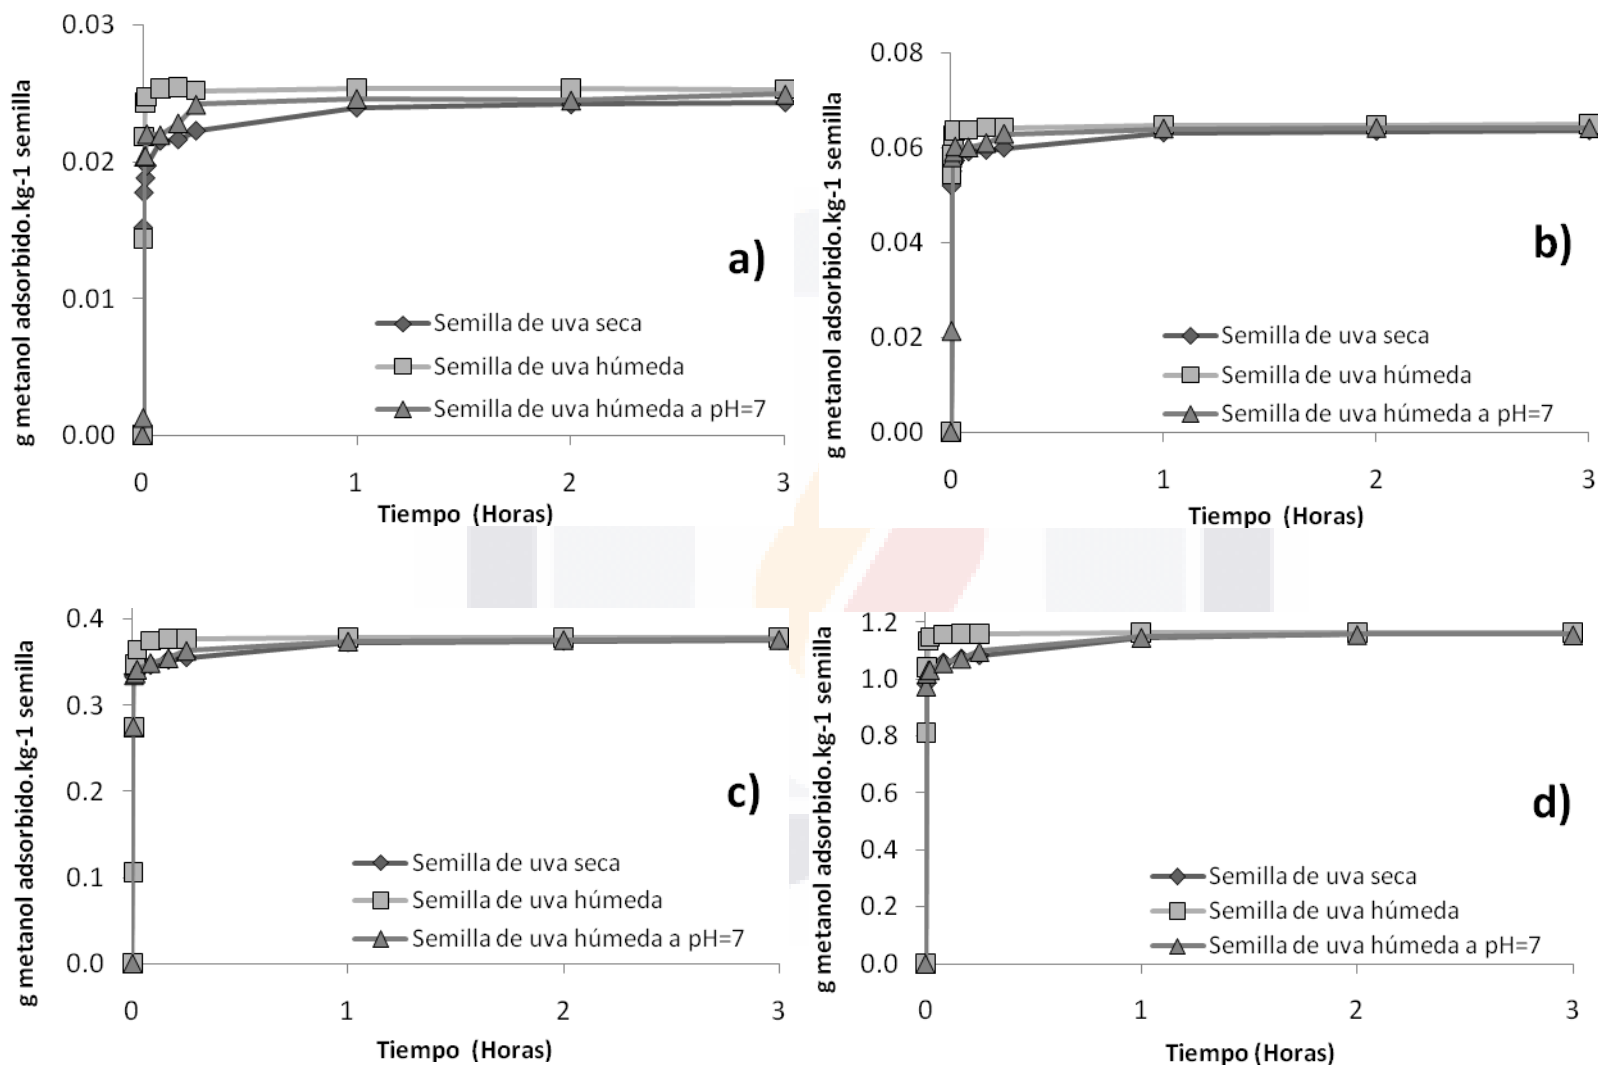 g metanol adsorbido.kg-1 semilla
0.03
0.02
0.01
0.00
a)
Semilla de uva seca
Semilla de uva húmeda
Semilla de uva húmeda a pH=7
0 1 2 3
Tiempo (Horas)
g metanol adsorbido.kg-1 semilla
0.08
0.06
0.04
0.02
0.00
b)
Semilla de uva seca
Semilla de uva húmeda
Semilla de uva húmeda a pH=7
0 1 2 3
Tiempo (Horas)
g metanol adsorbido.kg-1 semilla
0.4
0.3
0.2
0.1
0.0
c)
Semilla de uva seca
Semilla de uva húmeda
Semilla de uva húmeda a pH=7
0 1 2 3
Tiempo (Horas)
g metanol adsorbido.kg-1 semilla
1.2
1.0
0.8
0.6
0.4
0.2
0.0
d)
Semilla de uva seca
Semilla de uva húmeda
Semilla de uva húmeda a pH=7
0 1 2 3
Tiempo (Horas)